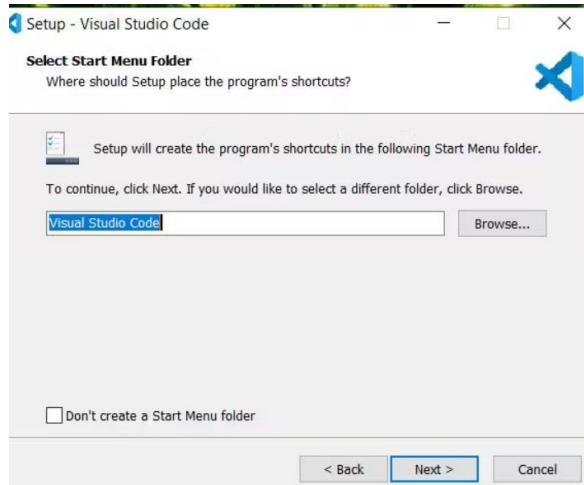 Setup - Visual Studio Code
Select Start Menu Folder
Where should Setup place the program's shortcuts?
Setup will create the program's shortcuts in the following Start Menu folder.
To continue, click Next. If you would like to select a different folder, click Browse.
Visual Studio Code
Browse...
Don't create a Start Menu folder
< Back Next > Cancel